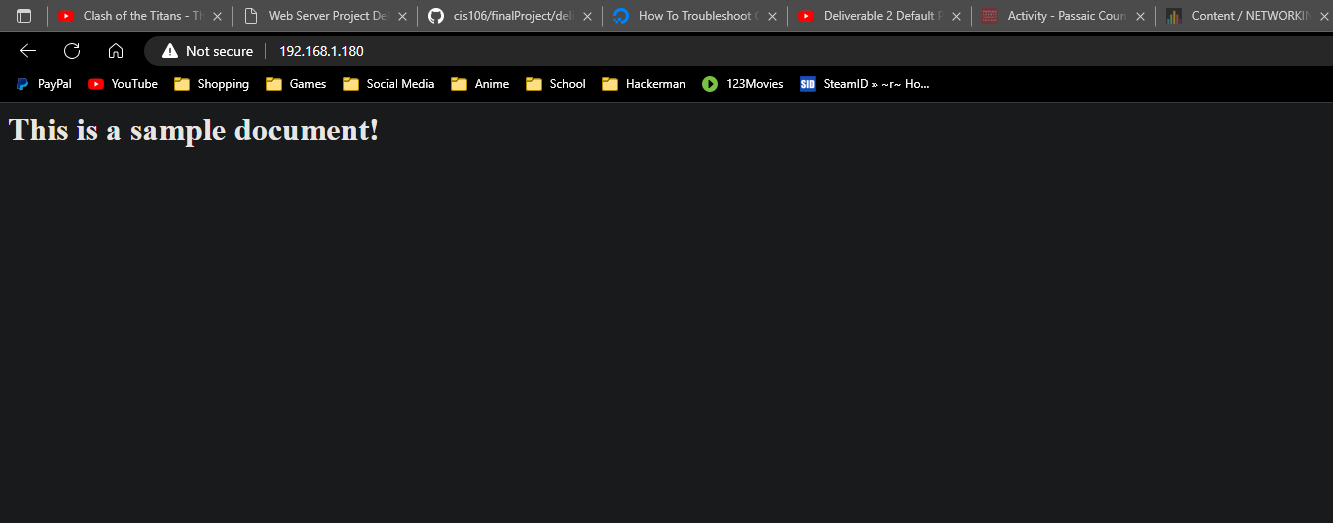 Clash of the Titans - Th
Web Server Project Del
cis106/finalProject/deli
How To Troubleshoot C
Deliverable 2 Default P
Activity - Passaic Coun
Content / NETWORKIN
Not secure
192.168.1.180
PayPal
YouTube
Shopping
Games
Social Media
Anime
School
Hackerman
123Movies
SID
SteamID » ~r~ Ho...
This is a sample document!